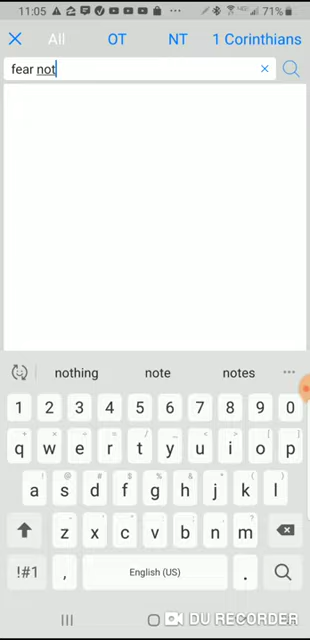 11:05 71%
All OT NT 1 Corinthians
fear not
nothing note notes
1 2 3 4 5 6 7 8 9 0
q w e r t y u i o p
a s d f g h j k l
z x c v b n m
!#1 , English (US) .
DU RECORDER